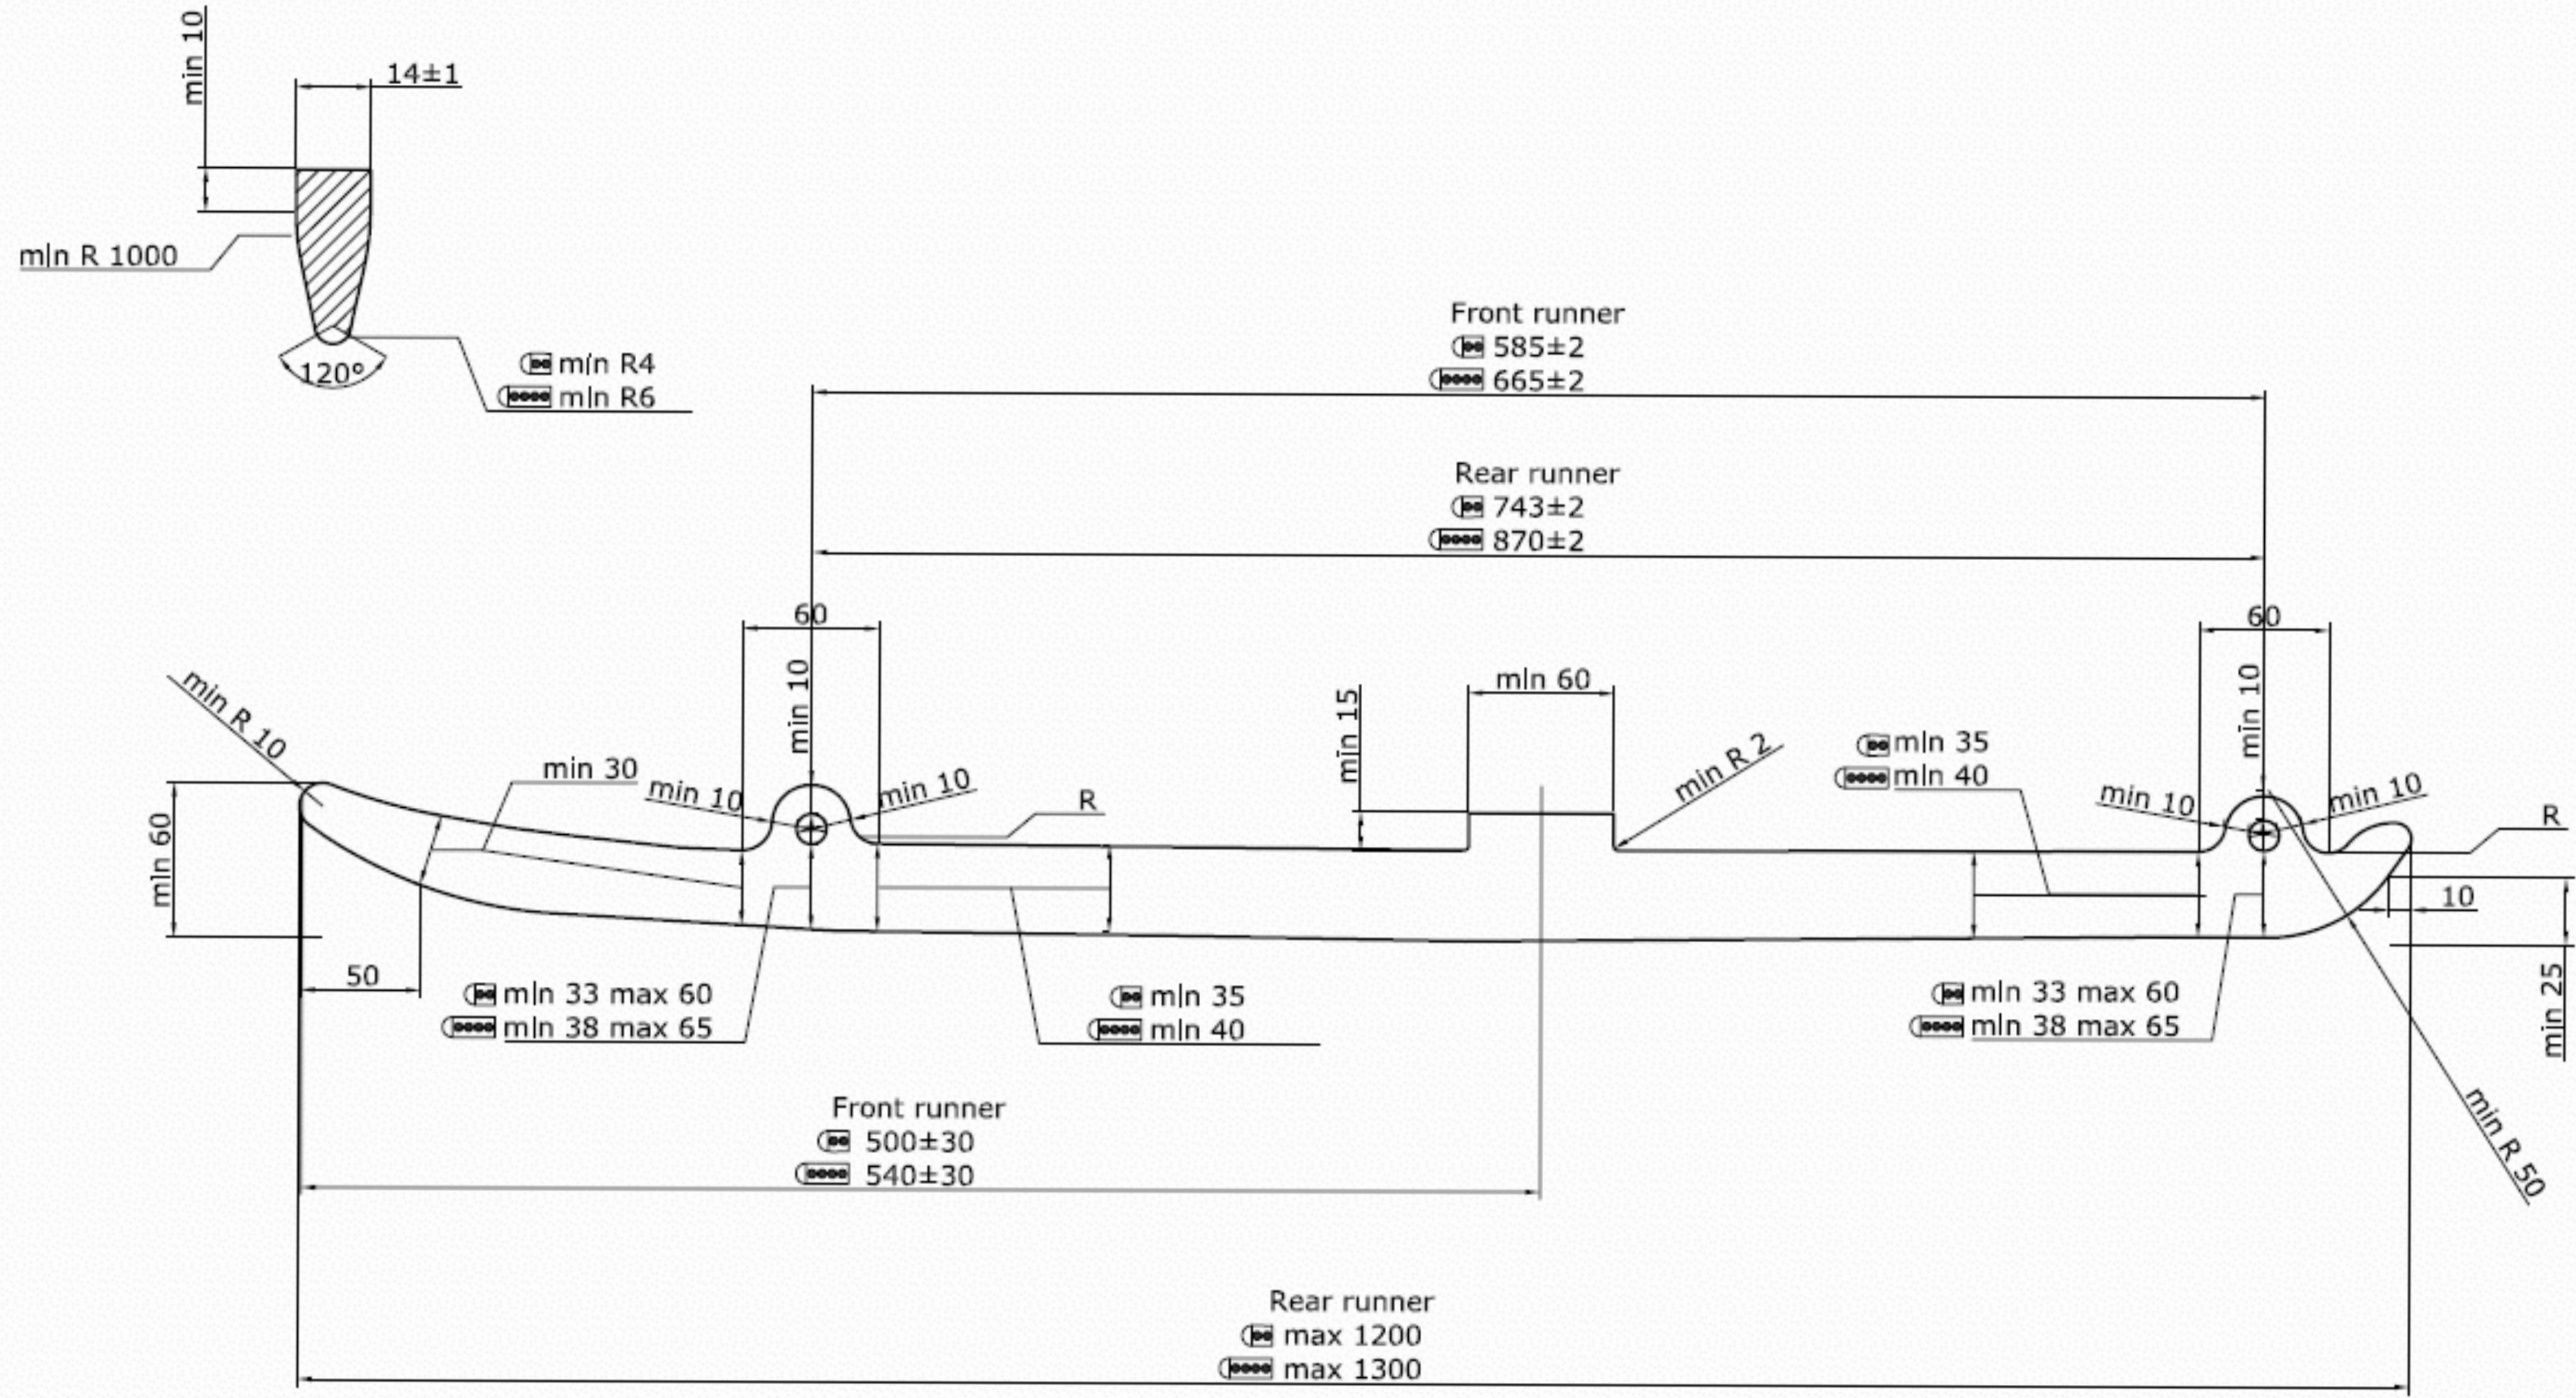 min 10
14±1
min R 1000
120°
min R4
min R6
Front runner
585±2
665±2
Rear runner
743±2
870±2
60
min 10
min R 10
min 30
min 10
min 10
R
min 60
50
min 33 max 60
min 38 max 65
min 35
min 40
min 15
min 60
min R 2
min 35
min 40
60
min 10
min 10
min 10
R
10
min 25
min 33 max 60
min 38 max 65
min R 50
Front runner
500±30
540±30
Rear runner
max 1200
max 1300